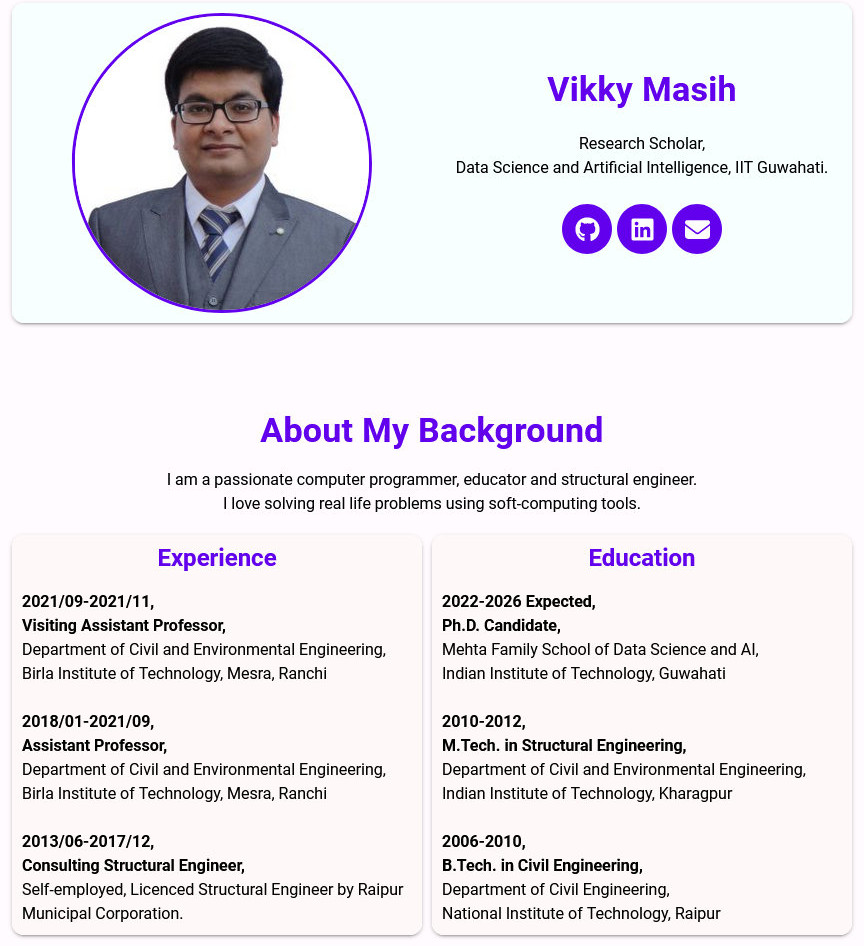 Vikky Masih
Research Scholar,
Data Science and Artificial Intelligence, IIT Guwahati.
About My Background
I am a passionate computer programmer, educator and structural engineer.
I love solving real life problems using soft-computing tools.
Experience
2021/09-2021/11,
Visiting Assistant Professor,
Department of Civil and Environmental Engineering,
Birla Institute of Technology, Mesra, Ranchi
2018/01-2021/09,
Assistant Professor,
Department of Civil and Environmental Engineering,
Birla Institute of Technology, Mesra, Ranchi
2013/06-2017/12,
Consulting Structural Engineer,
Self-employed, Licenced Structural Engineer by Raipur
Municipal Corporation.
Education
2022-2026 Expected,
Ph.D. Candidate,
Mehta Family School of Data Science and AI,
Indian Institute of Technology, Guwahati
2010-2012,
M.Tech. in Structural Engineering,
Department of Civil and Environmental Engineering,
Indian Institute of Technology, Kharagpur
2006-2010,
B.Tech. in Civil Engineering,
Department of Civil Engineering,
National Institute of Technology, Raipur